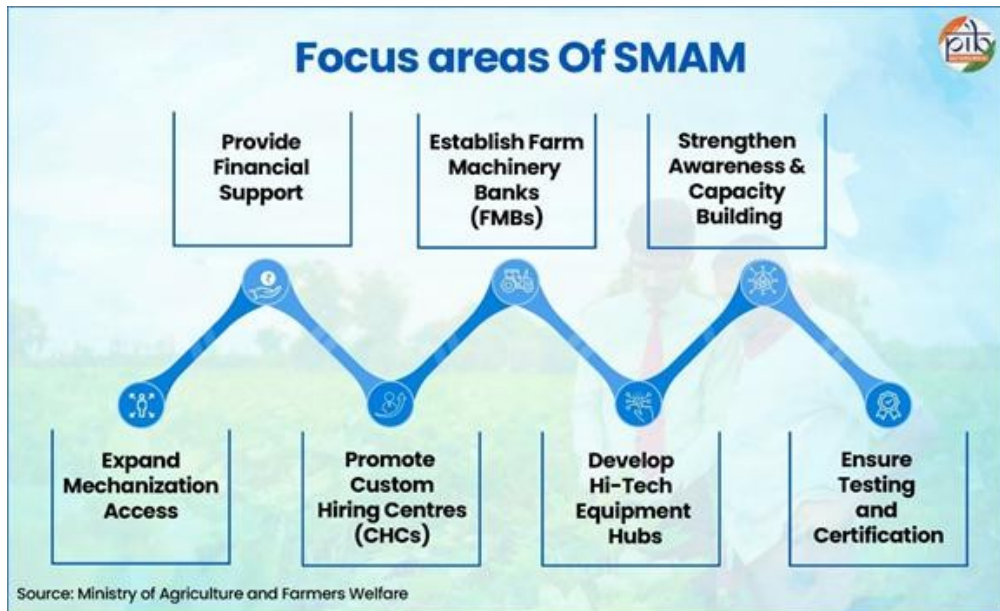 Focus areas Of SMAM
pib
Provide
Financial
Support
Establish Farm
Machinery
Banks
(FMBs)
Strengthen
Awareness &
Capacity
Building
Expand
Mechanization
Access
Promote
Custom
Hiring Centres
(CHCs)
Develop
Hi-Tech
Equipment
Hubs
Ensure
Testing
and
Certification
Source: Ministry of Agriculture and Farmers Welfare